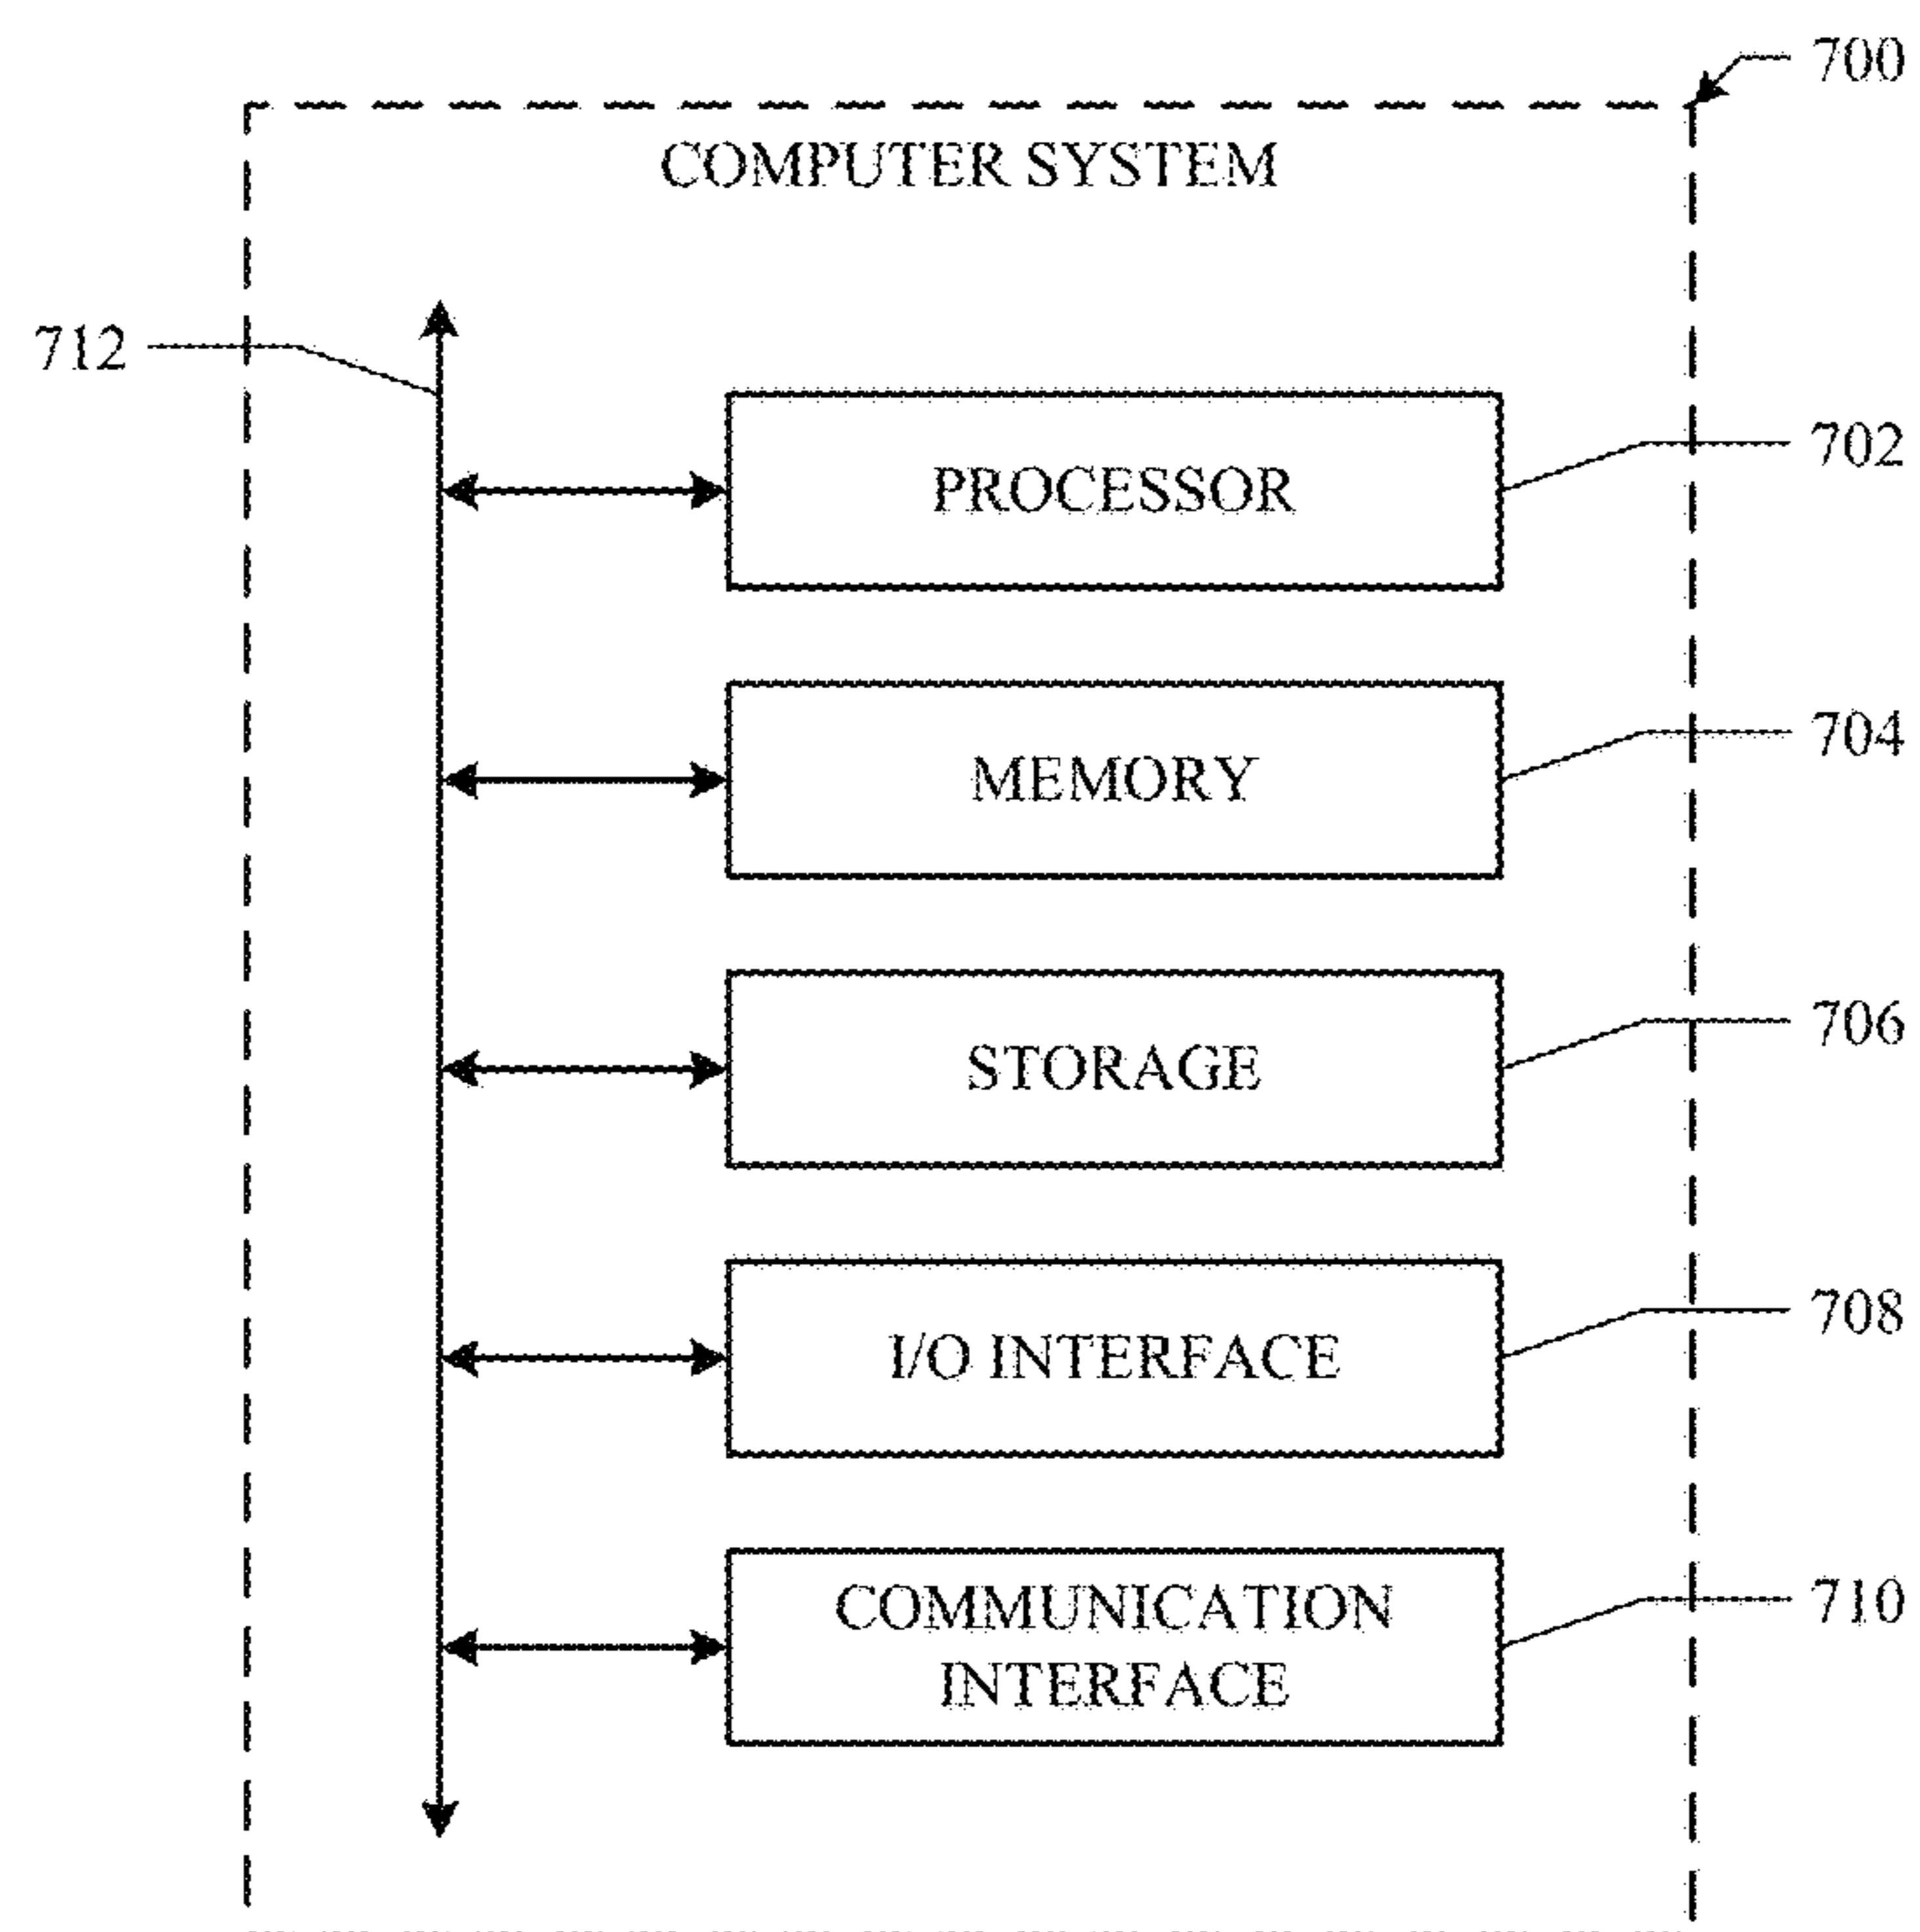 700
COMPUTER SYSTEM
712
PROCESSOR
702
MEMORY
704
STORAGE
706
I/O INTERFACE
708
COMMUNICATION
INTERFACE
710